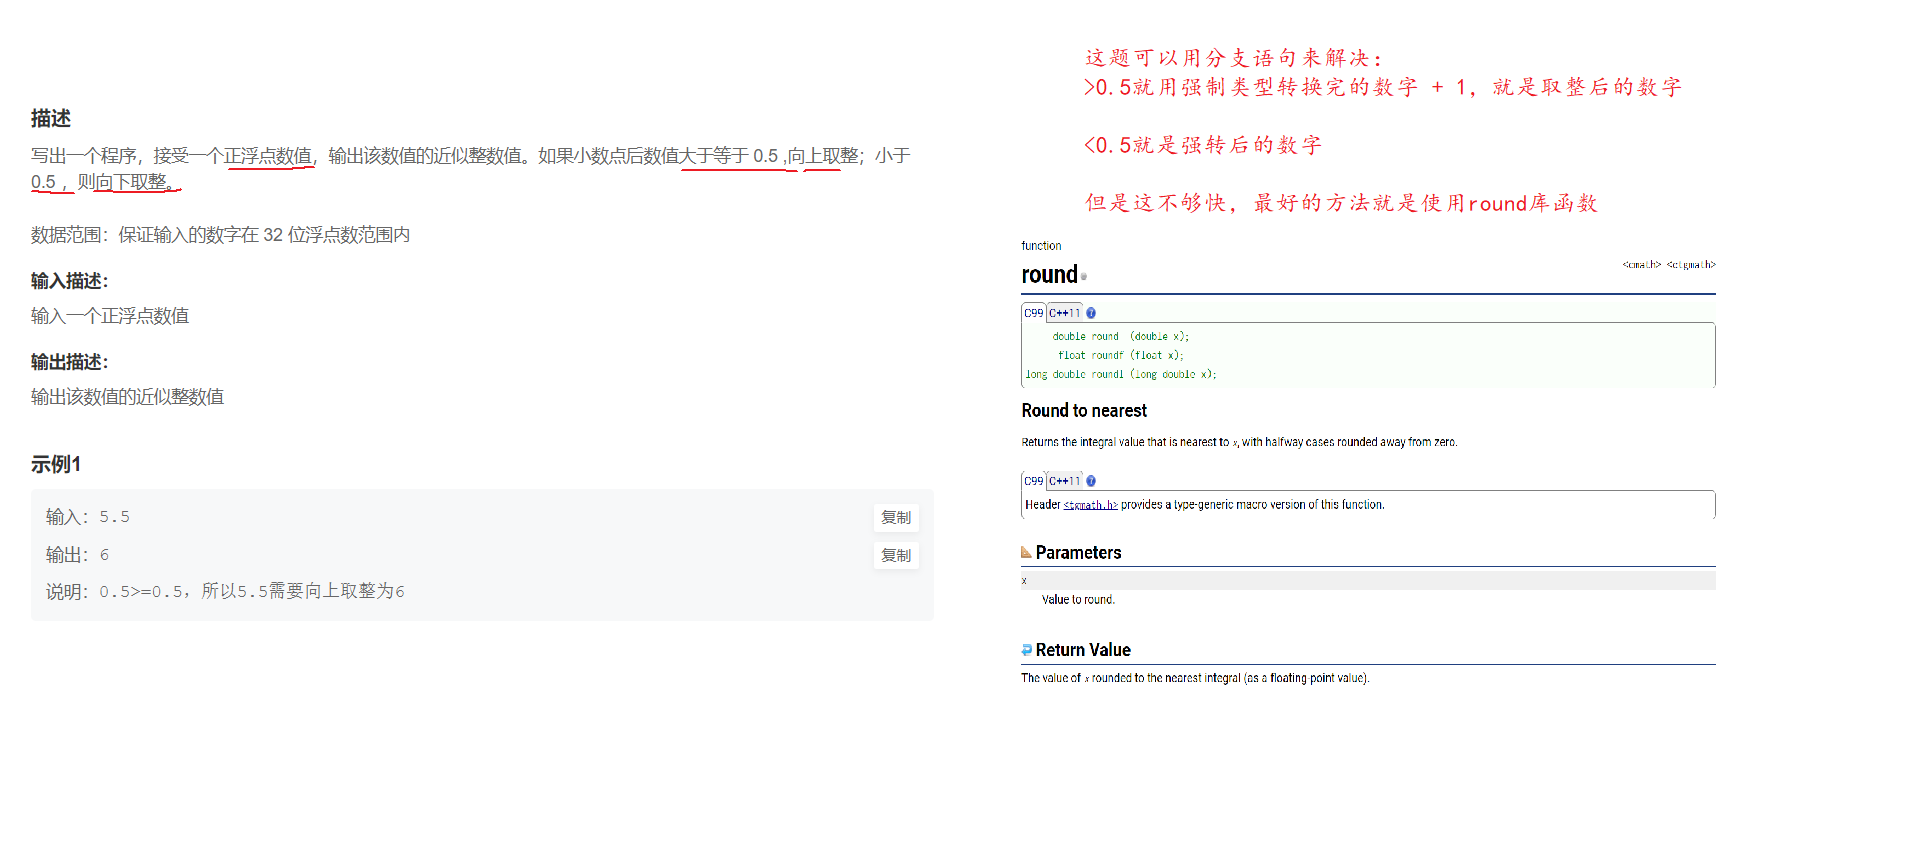 描述
写出一个程序，接受一个正浮点数值，输出该数值的近似整数值。如果小数点后数值大于等于 0.5 ,向上取整；小于
0.5 ，则向下取整。
数据范围：保证输入的数字在 32 位浮点数范围内
输入描述：
输入一个正浮点数值
输出描述：
输出该数值的近似整数值
示例1
输入：5.5
复制
输出：6
复制
说明：0.5>=0.5，所以5.5需要向上取整为6
这题可以用分支语句来解决：
>0.5就用强制类型转换完的数字 + 1，就是取整后的数字
<0.5就是强转后的数字
但是这不够快，最好的方法就是使用round库函数
function
round
<cmath> <ctgmath>
C99 C++11 ?
double round (double x);
float roundf (float x);
long double roundl (long double x);
Round to nearest
Returns the integral value that is nearest to x, with halfway cases rounded away from zero.
C99 C++11 ?
Header <tgmath.h> provides a type-generic macro version of this function.
Parameters
x
Value to round.
Return Value
The value of x rounded to the nearest integral (as a floating-point value).